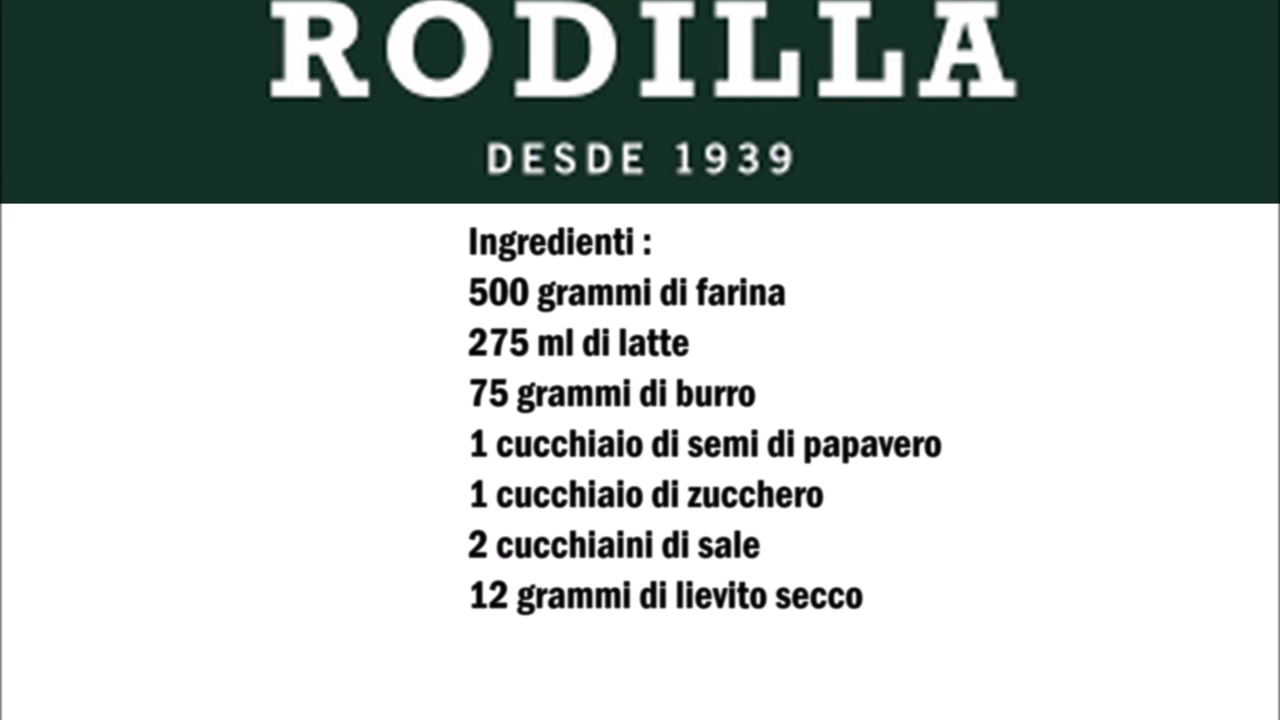 RODILLA
DESDE 1939
Ingredienti :
500 grammi di farina
275 ml di latte
75 grammi di burro
1 cucchiaio di semi di papavero
1 cucchiaio di zucchero
2 cucchiaini di sale
12 grammi di lievito secco